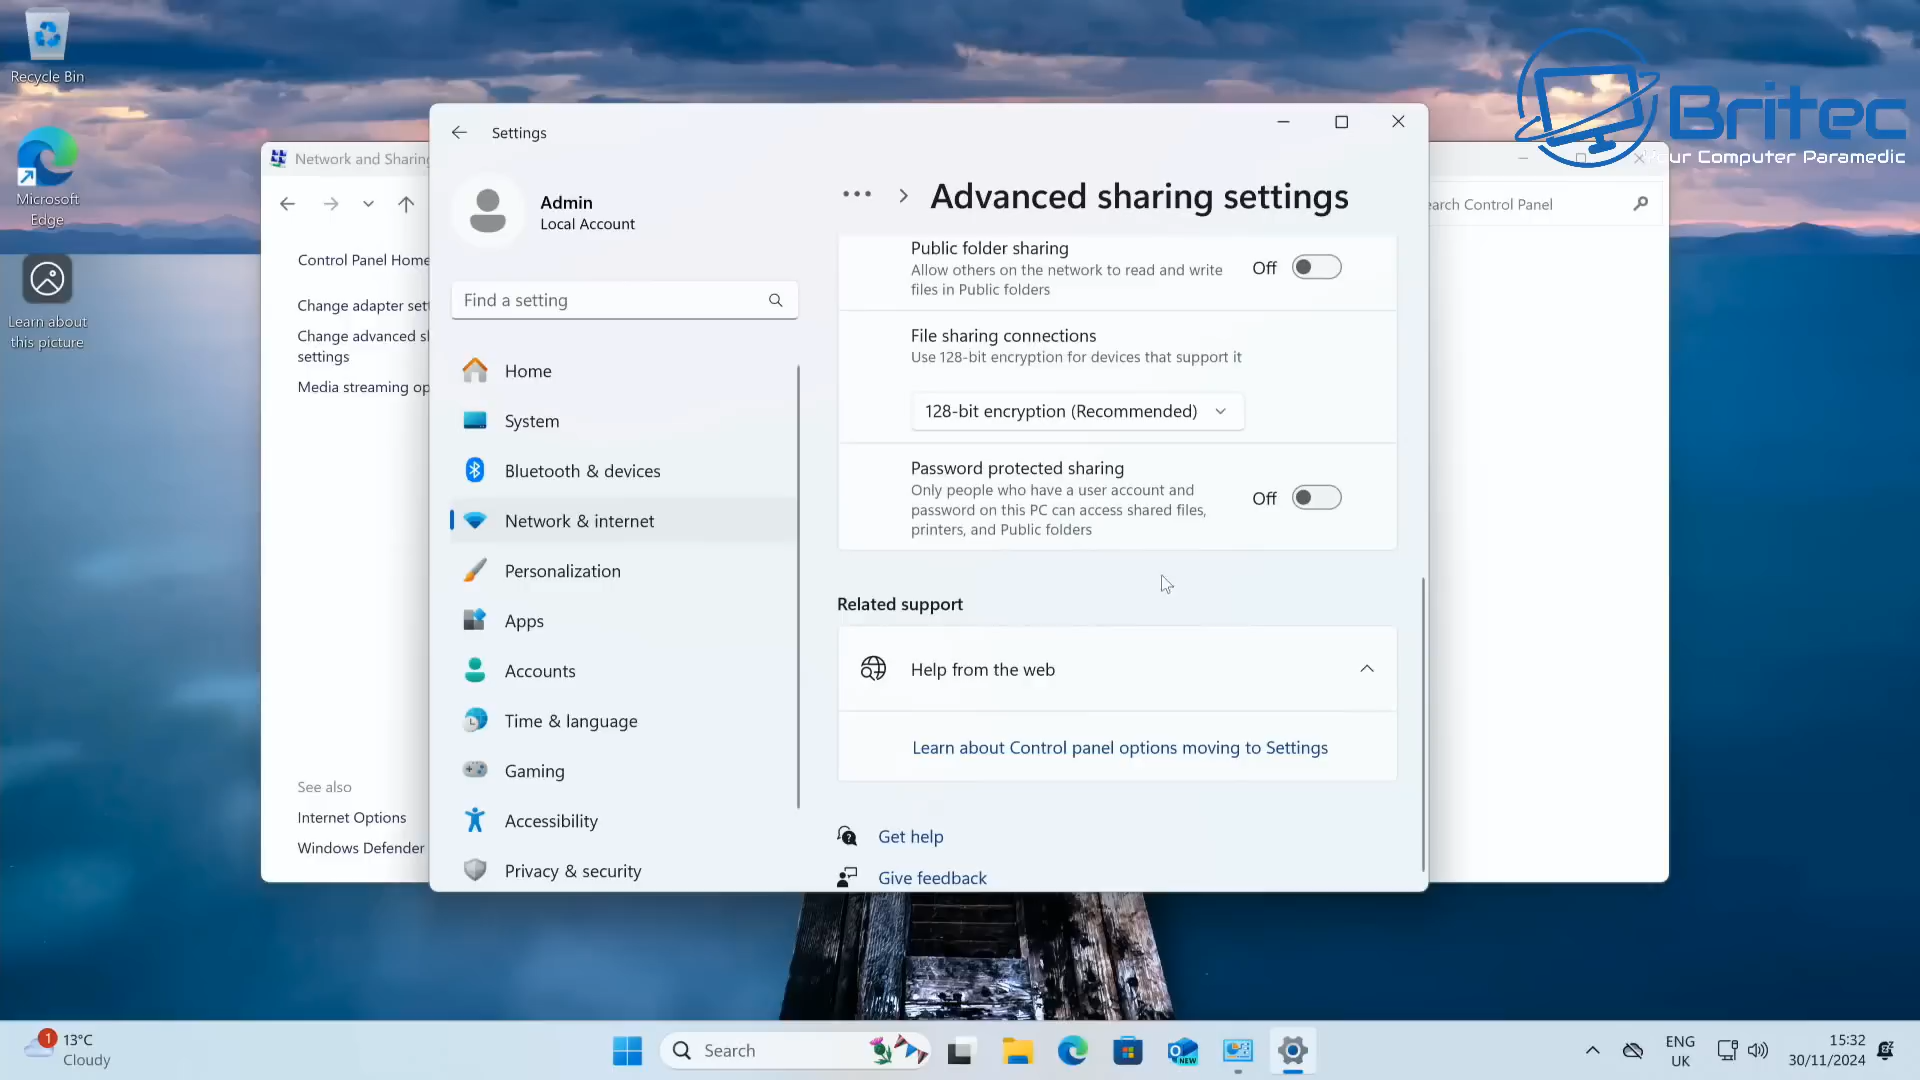 Recycle Bin
Microsoft
Edge
Learn about
this picture
Britec
Your Computer Paramedic
Network and Sharing
Control Panel Home
Change adapter set
Change advanced sh
settings
Media streaming op
See also
Internet Options
Windows Defender
Search Control Panel
Settings
Admin
Local Account
Find a setting
Home
System
Bluetooth & devices
Network & internet
Personalization
Apps
Accounts
Time & language
Gaming
Accessibility
Privacy & security
Advanced sharing settings
Public folder sharing
Allow others on the network to read and write
files in Public folders
Off
File sharing connections
Use 128-bit encryption for devices that support it
128-bit encryption (Recommended)
Password protected sharing
Only people who have a user account and
password on this PC can access shared files,
printers, and Public folders
Off
Related support
Help from the web
Learn about Control panel options moving to Settings
Get help
Give feedback
1
13°C
Cloudy
Search
NEW
ENG
UK
15:32
30/11/2024